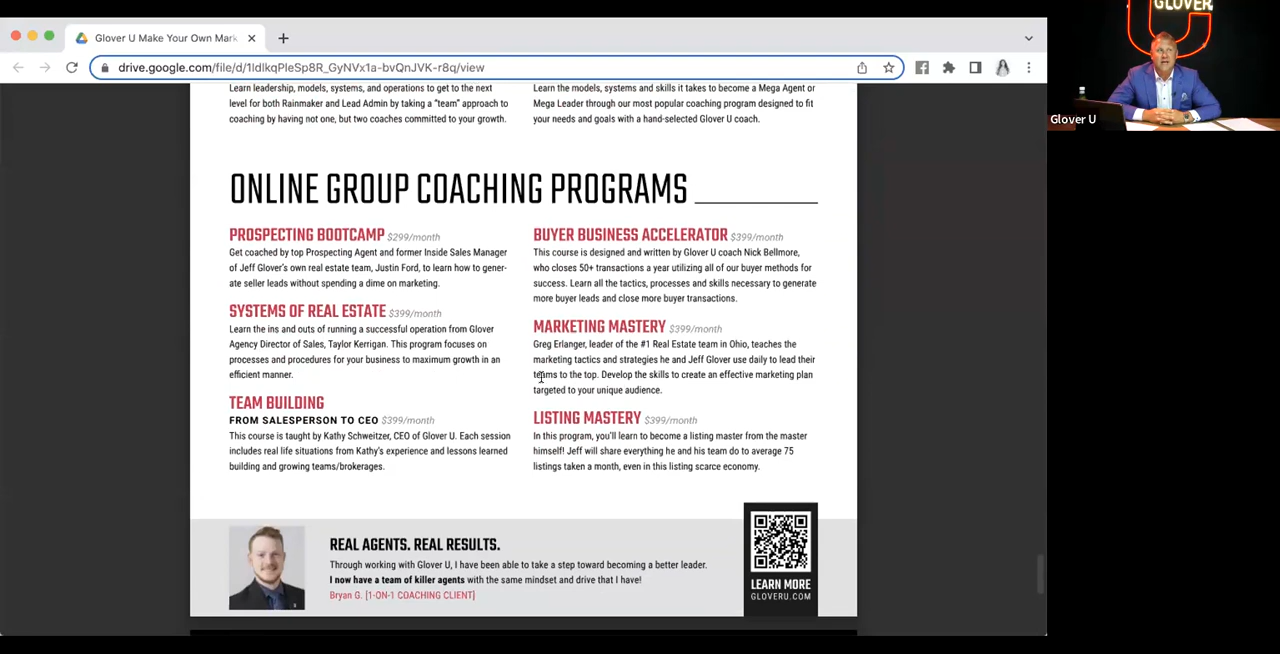 Glover U Make Your Own Mark
drive.google.com/file/d/1ldlkqPleSp8R_GyNVx1a-bvQnJVK-r8q/view
GLOVER
Glover U
Learn leadership, models, systems, and operations to get to the next
level for both Rainmaker and Lead Admin by taking a "team" approach to
coaching by having not one, but two coaches committed to your growth.
Learn the models, systems and skills it takes to become a Mega Agent or
Mega Leader through our most popular coaching program designed to fit
your needs and goals with a hand-selected Glover U coach.
ONLINE GROUP COACHING PROGRAMS
PROSPECTING BOOTCAMP $299/month
Get coached by top Prospecting Agent and former Inside Sales Manager
of Jeff Glover's own real estate team, Justin Ford, to learn how to gener-
ate seller leads without spending a dime on marketing.
SYSTEMS OF REAL ESTATE $399/month
Learn the ins and outs of running a successful operation from Glover
Agency Director of Sales, Taylor Kerrigan. This program focuses on
processes and procedures for your business to maximum growth in an
efficient manner.
TEAM BUILDING
FROM SALESPERSON TO CEO $399/month
This course is taught by Kathy Schweitzer, CEO of Glover U. Each session
includes real life situations from Kathy's experience and lessons learned
building and growing teams/brokerages.
BUYER BUSINESS ACCELERATOR $399/month
This course is designed and written by Glover U coach Nick Bellmore,
who closes 50+ transactions a year utilizing all of our buyer methods for
success. Learn all the tactics, processes and skills necessary to generate
more buyer leads and close more buyer transactions.
MARKETING MASTERY $399/month
Greg Erlanger, leader of the #1 Real Estate team in Ohio, teaches the
marketing tactics and strategies he and Jeff Glover use daily to lead their
teams to the top. Develop the skills to create an effective marketing plan
targeted to your unique audience.
LISTING MASTERY $399/month
In this program, you'll learn to become a listing master from the master
himself! Jeff will share everything he and his team do to average 75
listings taken a month, even in this listing scarce economy.
REAL AGENTS. REAL RESULTS.
Through working with Glover U, I have been able to take a step toward becoming a better leader.
I now have a team of killer agents with the same mindset and drive that I have!
Bryan G. [1-ON-1 COACHING CLIENT]
LEARN MORE
GLOVERU.COM